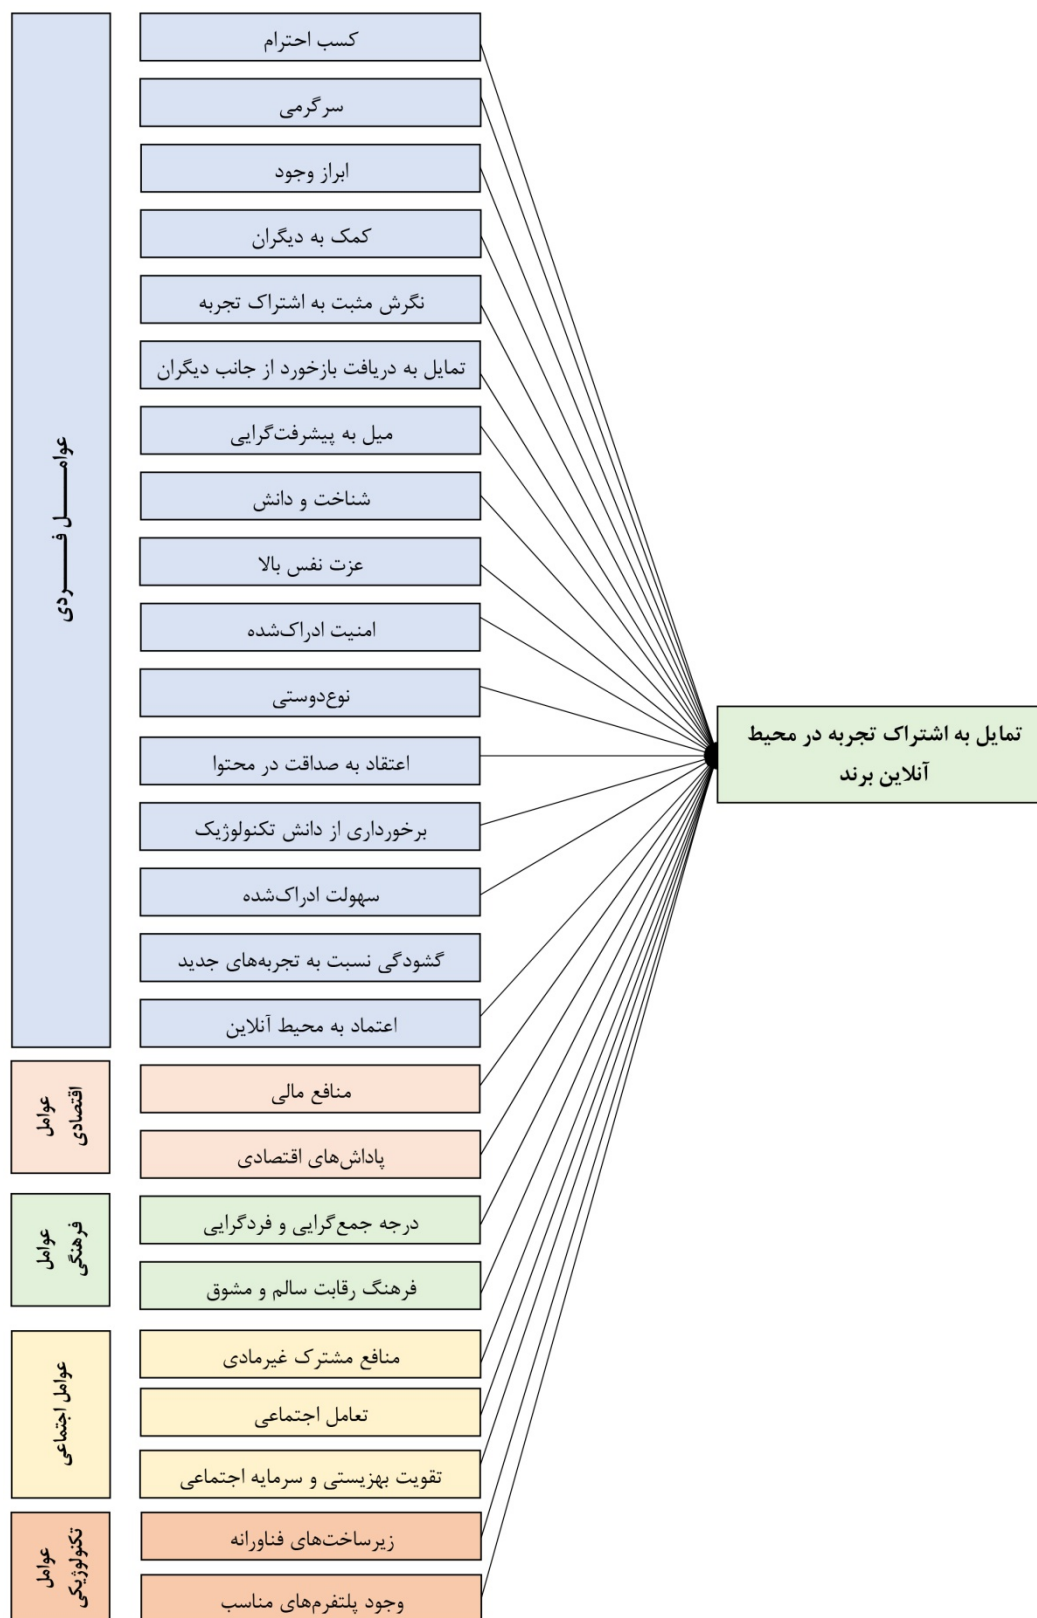 کسب احترام
سرگرمی
ابراز وجود
کمک به دیگران
نگرش مثبت به اشتراک تجربه
تمایل به دریافت بازخورد از جانب دیگران
میل به پیشرفت‌گرایی
شناخت و دانش
عزت نفس بالا
امنیت ادراک‌شده
نوع‌دوستی
اعتقاد به صداقت در محتوا
برخورداری از دانش تکنولوژیک
سهولت ادراک‌شده
گشودگی نسبت به تجربه‌های جدید
اعتماد به محیط آنلاین
عوامـــــــل فــــــردی
منافع مالی
پاداش‌های اقتصادی
عوامل
اقتصادی
درجه جمع‌گرایی و فردگرایی
فرهنگ رقابت سالم و مشوق
عوامل
فرهنگی
منافع مشترک غیرمادی
تعامل اجتماعی
تقویت بهزیستی و سرمایه اجتماعی
عوامل اجتماعی
زیرساخت‌های فناورانه
وجود پلتفرم‌های مناسب
عوامل
تکنولوژیکی
تمایل به اشتراک تجربه در محیط
آنلاین برند